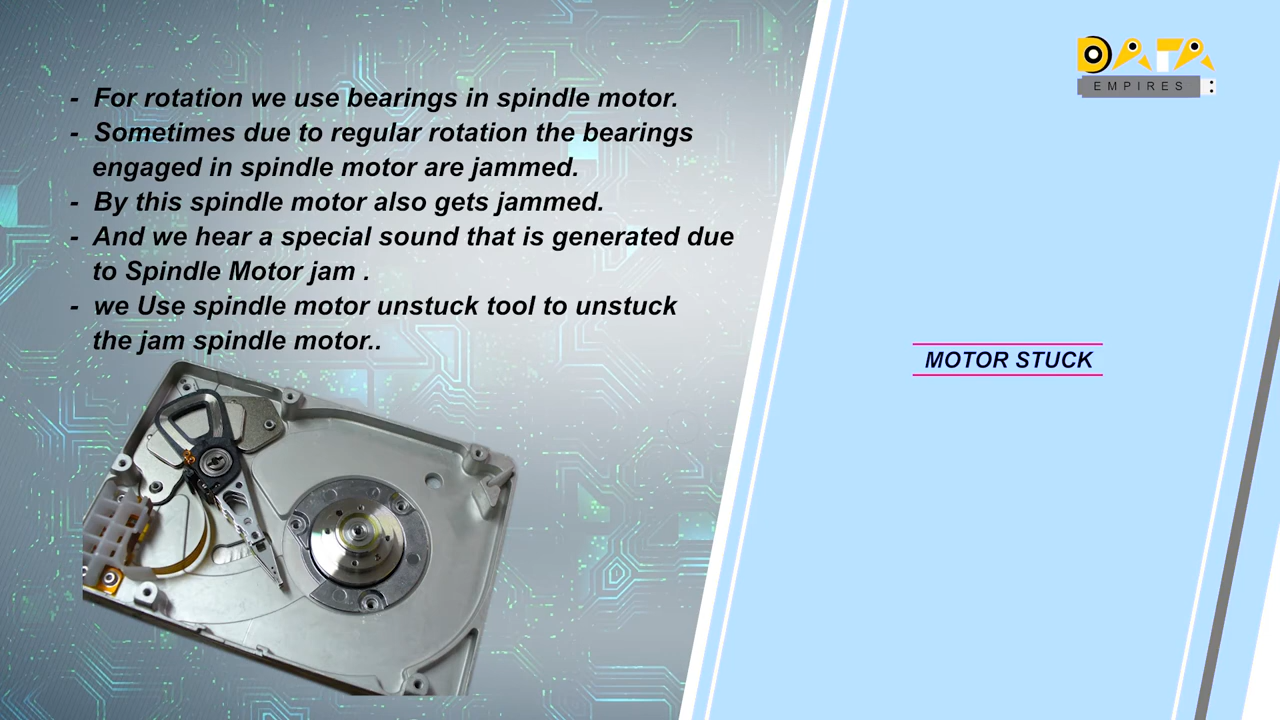 - For rotation we use bearings in spindle motor.
- Sometimes due to regular rotation the bearings
engaged in spindle motor are jammed.
- By this spindle motor also gets jammed.
- And we hear a special sound that is generated due
to Spindle Motor jam .
- we Use spindle motor unstuck tool to unstuck
the jam spindle motor..
DATA
EMPIRES
MOTOR STUCK